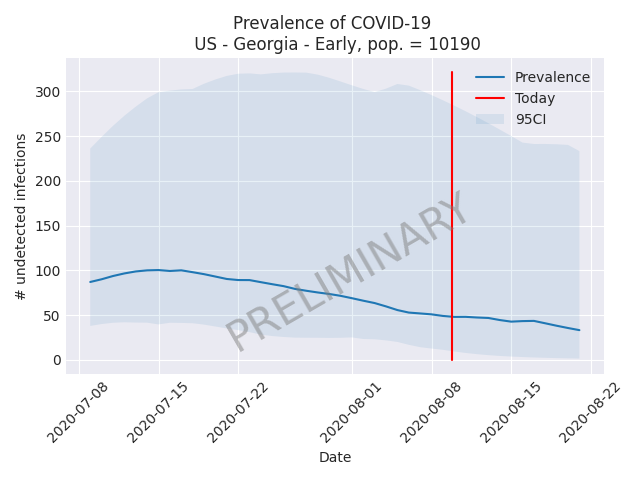 Prevalence of COVID-19
US - Georgia - Early, pop. = 10190
Prevalence
Today
95CI
300
250
200
150
100
50
0
# undetected infections
PRELIMINARY
2020-07-08
2020-07-15
2020-07-22
2020-08-01
2020-08-08
2020-08-15
2020-08-22
Date